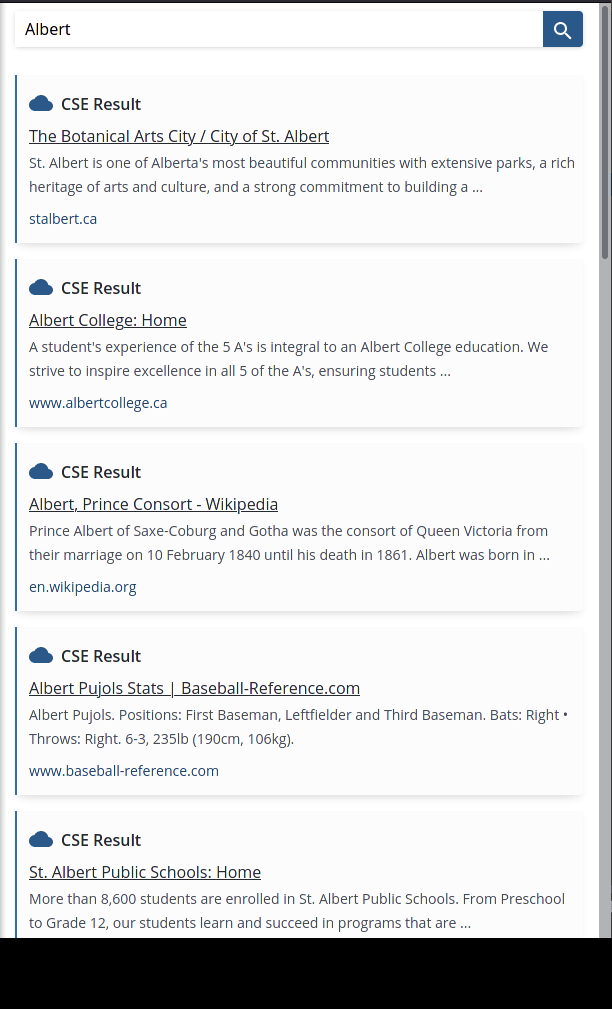 Albert
CSE Result
The Botanical Arts City / City of St. Albert
St. Albert is one of Alberta's most beautiful communities with extensive parks, a rich
heritage of arts and culture, and a strong commitment to building a ...
stalbert.ca
CSE Result
Albert College: Home
A student's experience of the 5 A's is integral to an Albert College education. We
strive to inspire excellence in all 5 of the A's, ensuring students ...
www.albertcollege.ca
CSE Result
Albert, Prince Consort - Wikipedia
Prince Albert of Saxe-Coburg and Gotha was the consort of Queen Victoria from
their marriage on 10 February 1840 until his death in 1861. Albert was born in ...
en.wikipedia.org
CSE Result
Albert Pujols Stats | Baseball-Reference.com
Albert Pujols. Positions: First Baseman, Leftfielder and Third Baseman. Bats: Right •
Throws: Right. 6-3, 235lb (190cm, 106kg).
www.baseball-reference.com
CSE Result
St. Albert Public Schools: Home
More than 8,600 students are enrolled in St. Albert Public Schools. From Preschool
to Grade 12, our students learn and succeed in programs that are ...